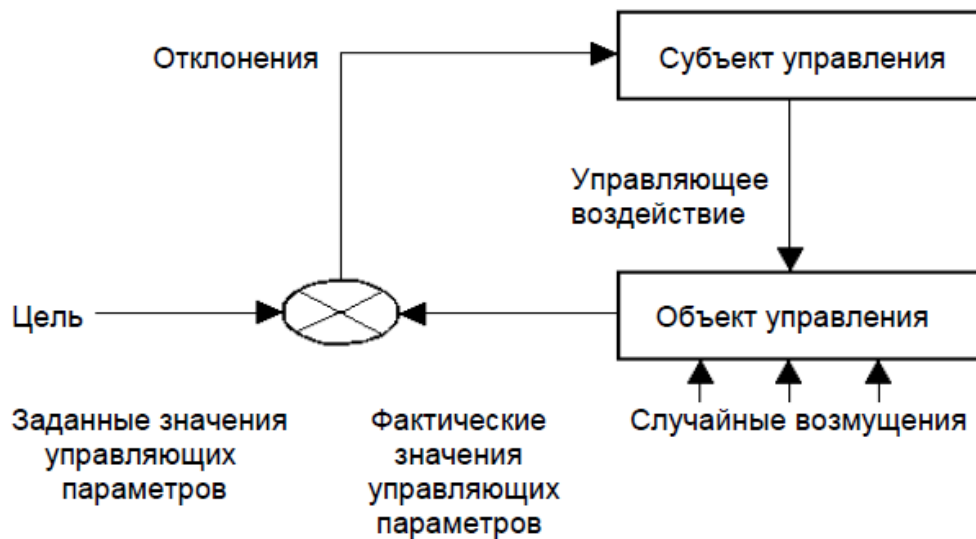 Отклонения
Субъект управления
Управляющее
воздействие
Цель
Объект управления
Заданные значения
управляющих
параметров
Фактические
значения
управляющих
параметров
Случайные возмущения